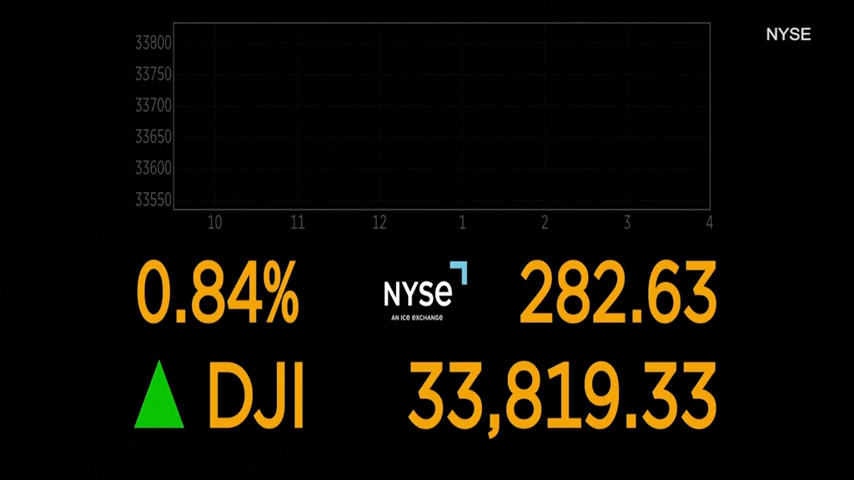 NYSE
33800
33750
33700
33650
33600
33550
10 11 12 1 2 3 4
0.84% NYSE 282.63
AN ICE EXCHANGE
DJI 33,819.33